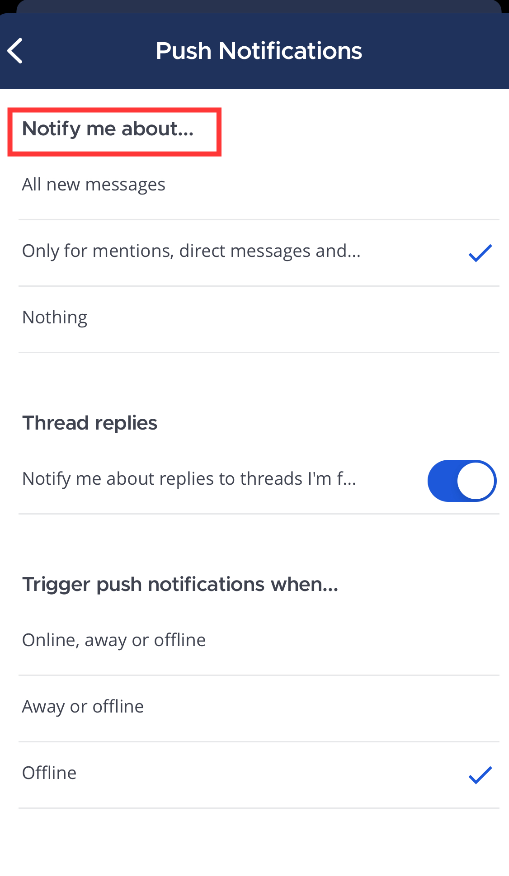 Push Notifications
Notify me about...
All new messages
Only for mentions, direct messages and...
Nothing
Thread replies
Notify me about replies to threads I'm f...
Trigger push notifications when...
Online, away or offline
Away or offline
Offline